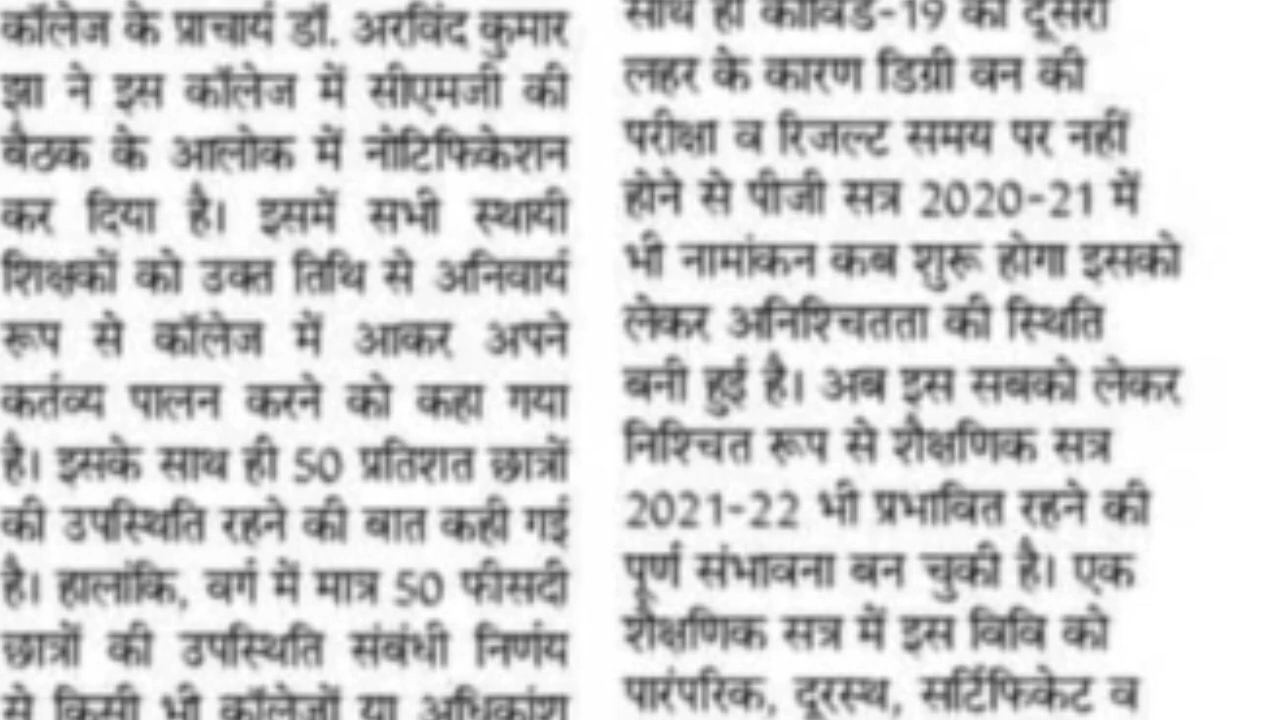 कॉलेज के प्राचार्य डॉ. अरविंद कुमार
झा ने इस कॉलेज में सीएमजी की
बैठक के आलोक में नोटिफिकेशन
कर दिया है। इसमें सभी स्थायी
शिक्षकों को उक्त तिथि से अनिवार्य
रूप से कॉलेज में आकर अपने
कर्तव्य पालन करने को कहा गया
है। इसके साथ ही 50 प्रतिशत छात्रों
की उपस्थिति रहने की बात कही गई
है। हालांकि, वर्ग में मात्र 50 फीसदी
छात्रों की उपस्थिति संबंधी निर्णय
से किसी भी कॉलेजों या अधिकांश
साथ ही कोविड-19 की दूसरी
लहर के कारण डिग्री वन की
परीक्षा व रिजल्ट समय पर नहीं
होने से पीजी सत्र 2020-21 में
भी नामांकन कब शुरू होगा इसको
लेकर अनिश्चितता की स्थिति
बनी हुई है। अब इस सबको लेकर
निश्चित रूप से शैक्षणिक सत्र
2021-22 भी प्रभावित रहने की
पूर्ण संभावना बन चुकी है। एक
शैक्षणिक सत्र में इस विवि को
पारंपरिक, दूरस्थ, सर्टिफिकेट व